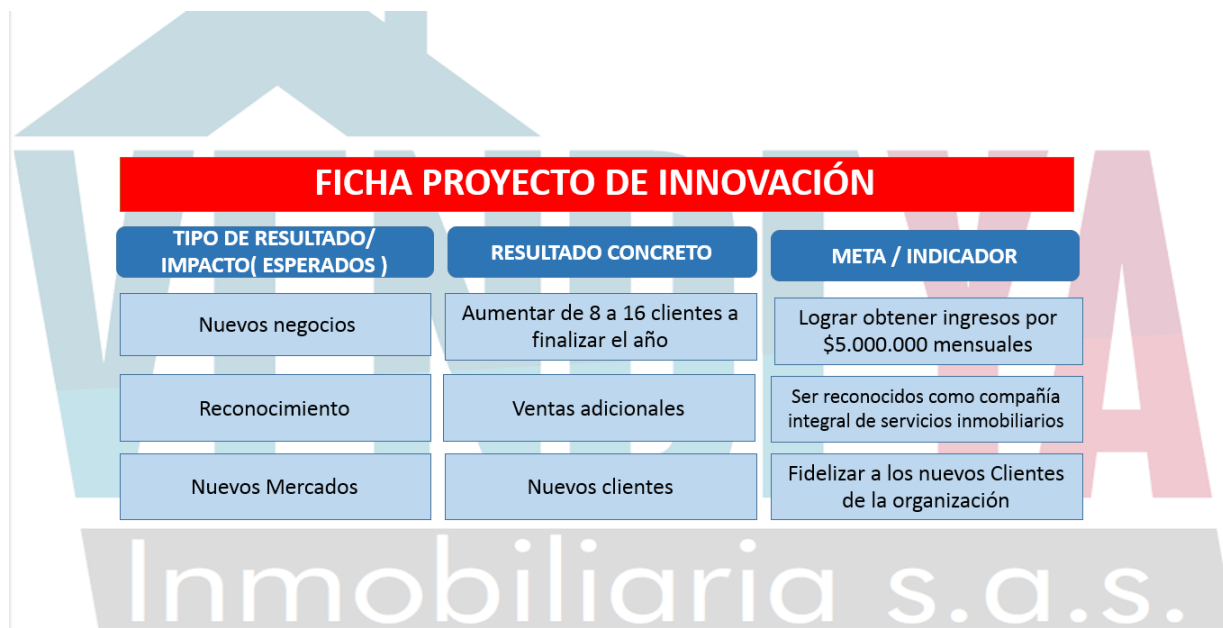 VENDIYA
FICHA PROYECTO DE INNOVACIÓN
TIPO DE RESULTADO/
IMPACTO( ESPERADOS )
RESULTADO CONCRETO
META / INDICADOR
Nuevos negocios
Aumentar de 8 a 16 clientes a
finalizar el año
Lograr obtener ingresos por
$5.000.000 mensuales
Reconocimiento
Ventas adicionales
Ser reconocidos como compañía
integral de servicios inmobiliarios
Nuevos Mercados
Nuevos clientes
Fidelizar a los nuevos Clientes
de la organización
Inmobiliaria s.a.s.